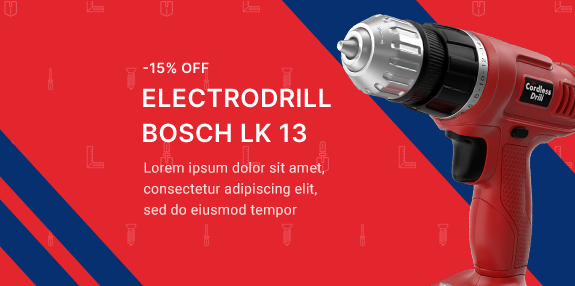 -15% OFF
ELECTRODRILL
BOSCH LK 13
Lorem ipsum dolor sit amet,
consectetur adipiscing elit,
sed do eiusmod tempor
Cordless
Drill